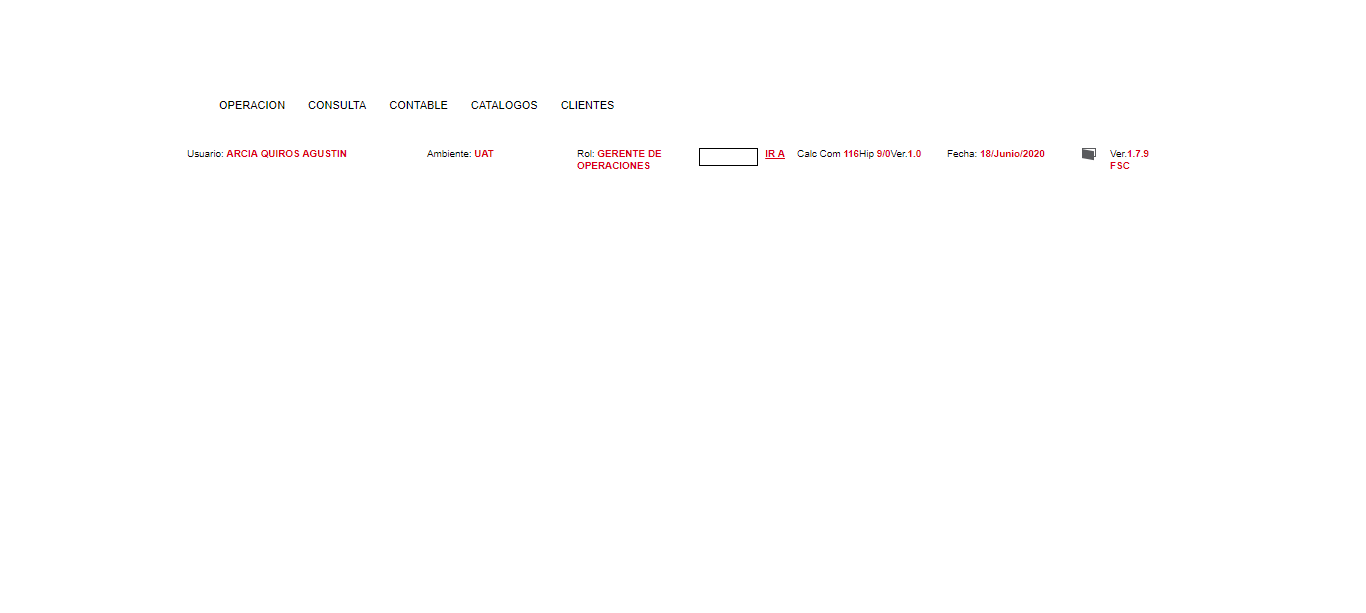 OPERACION CONSULTA CONTABLE CATALOGOS CLIENTES
Usuario: ARCIA QUIROS AGUSTIN Ambiente: UAT Rol: GERENTE DE IR A Calc Com 116Hip 9/0Ver.1.0 Fecha: 18/Junio/2020 Ver.1.7.9
OPERACIONES FSC